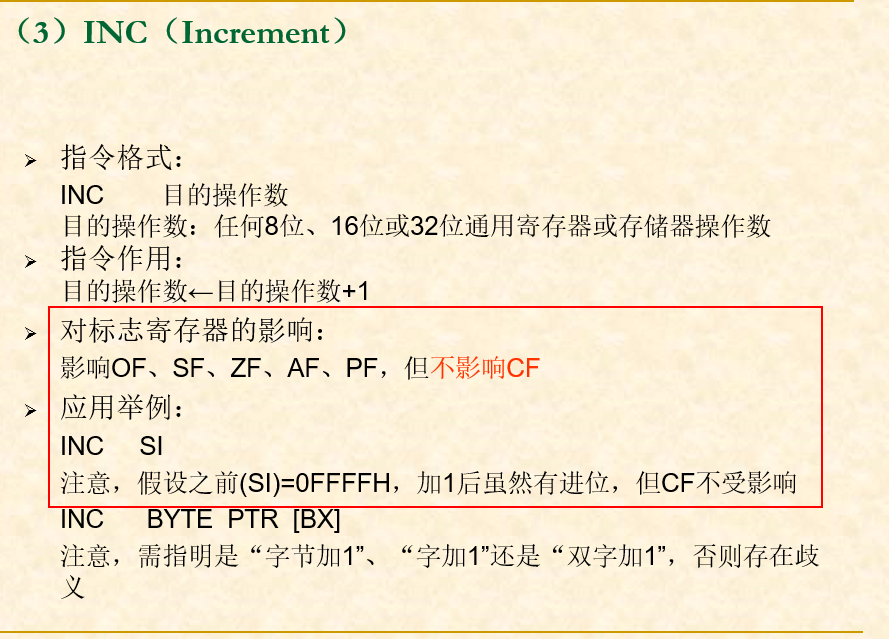 （3）INC（Increment）
指令格式：
INC 目的操作数
目的操作数：任何8位、16位或32位通用寄存器或存储器操作数
指令作用：
目的操作数←目的操作数+1
对标志寄存器的影响：
影响OF、SF、ZF、AF、PF，但不影响CF
应用举例：
INC SI
注意，假设之前(SI)=0FFFFH，加1后虽然有进位，但CF不受影响
INC BYTE PTR [BX]
注意，需指明是“字节加1”、“字加1”还是“双字加1”，否则存在歧
义